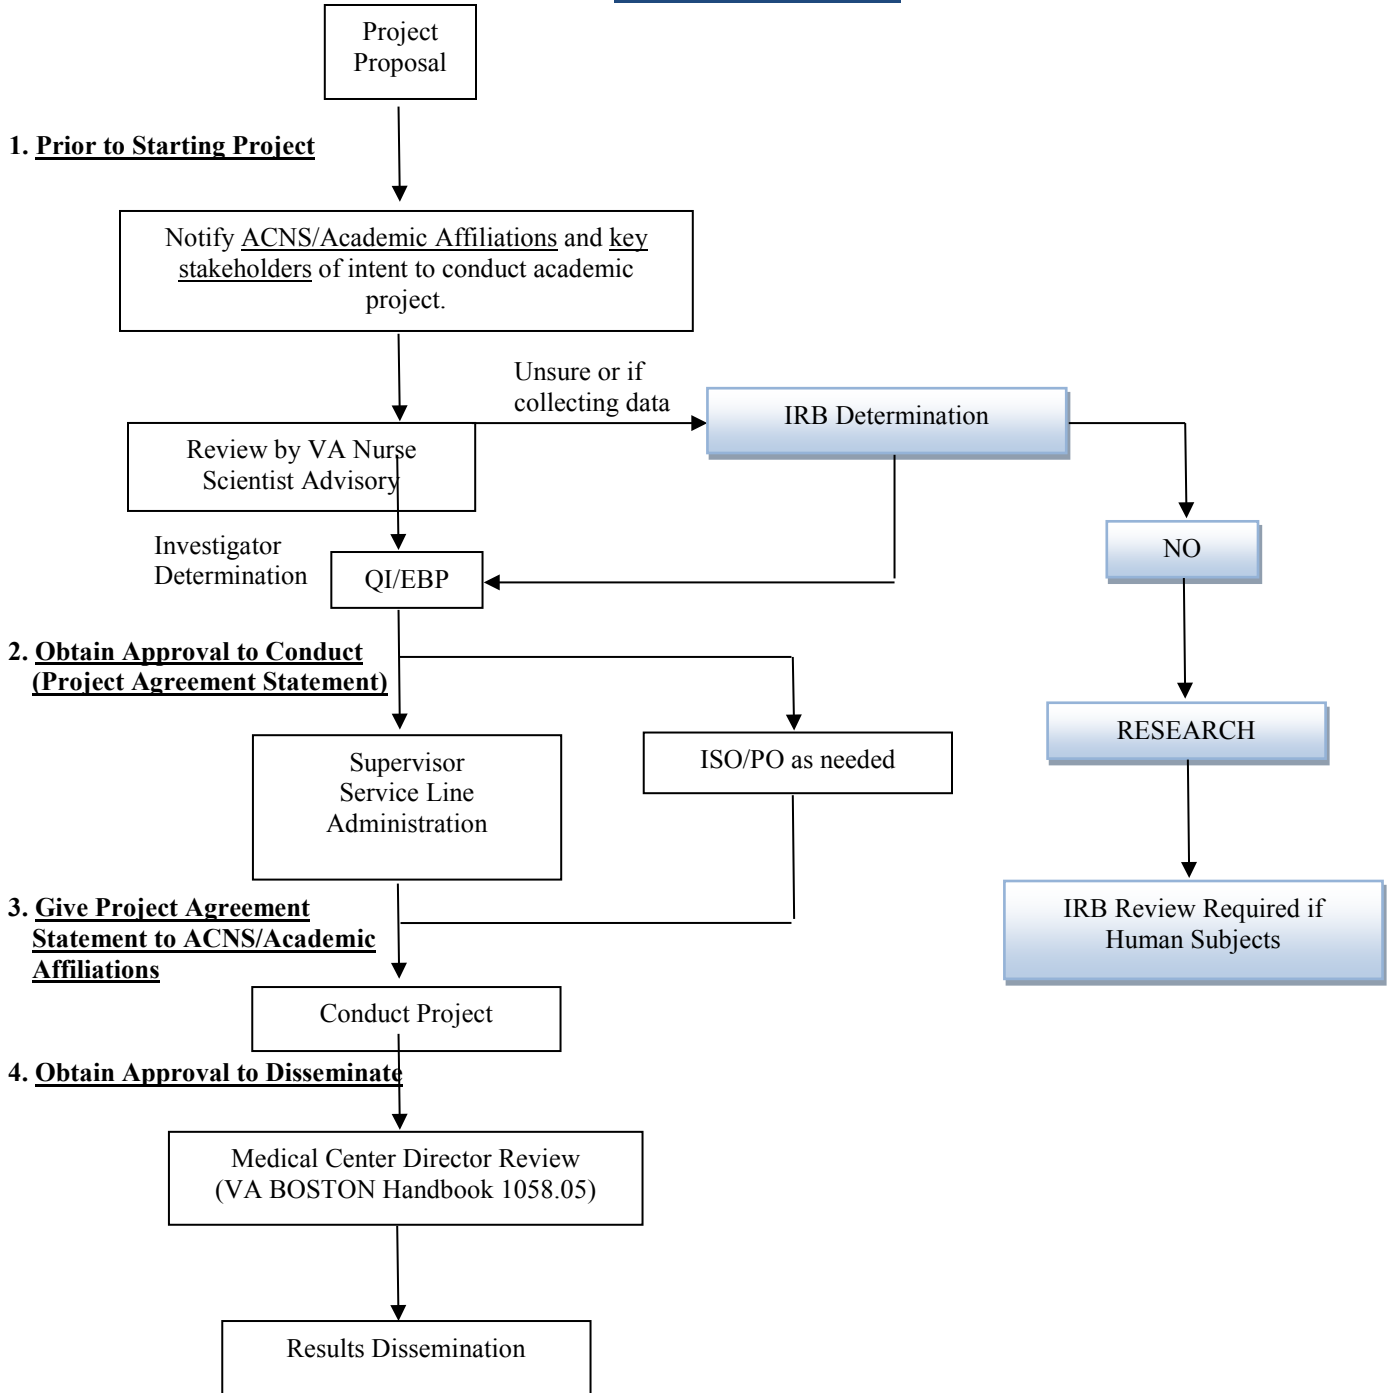 Project
Proposal
1. Prior to Starting Project
Notify ACNS/Academic Affiliations and key
stakeholders of intent to conduct academic
project.
Unsure or if
collecting data
IRB Determination
Review by VA Nurse
Scientist Advisory
NO
Investigator
Determination
QI/EBP
2. Obtain Approval to Conduct
(Project Agreement Statement)
RESEARCH
Supervisor
Service Line
Administration
ISO/PO as needed
3. Give Project Agreement
Statement to ACNS/Academic
Affiliations
IRB Review Required if
Human Subjects
Conduct Project
4. Obtain Approval to Disseminate
Medical Center Director Review
(VA BOSTON Handbook 1058.05)
Results Dissemination